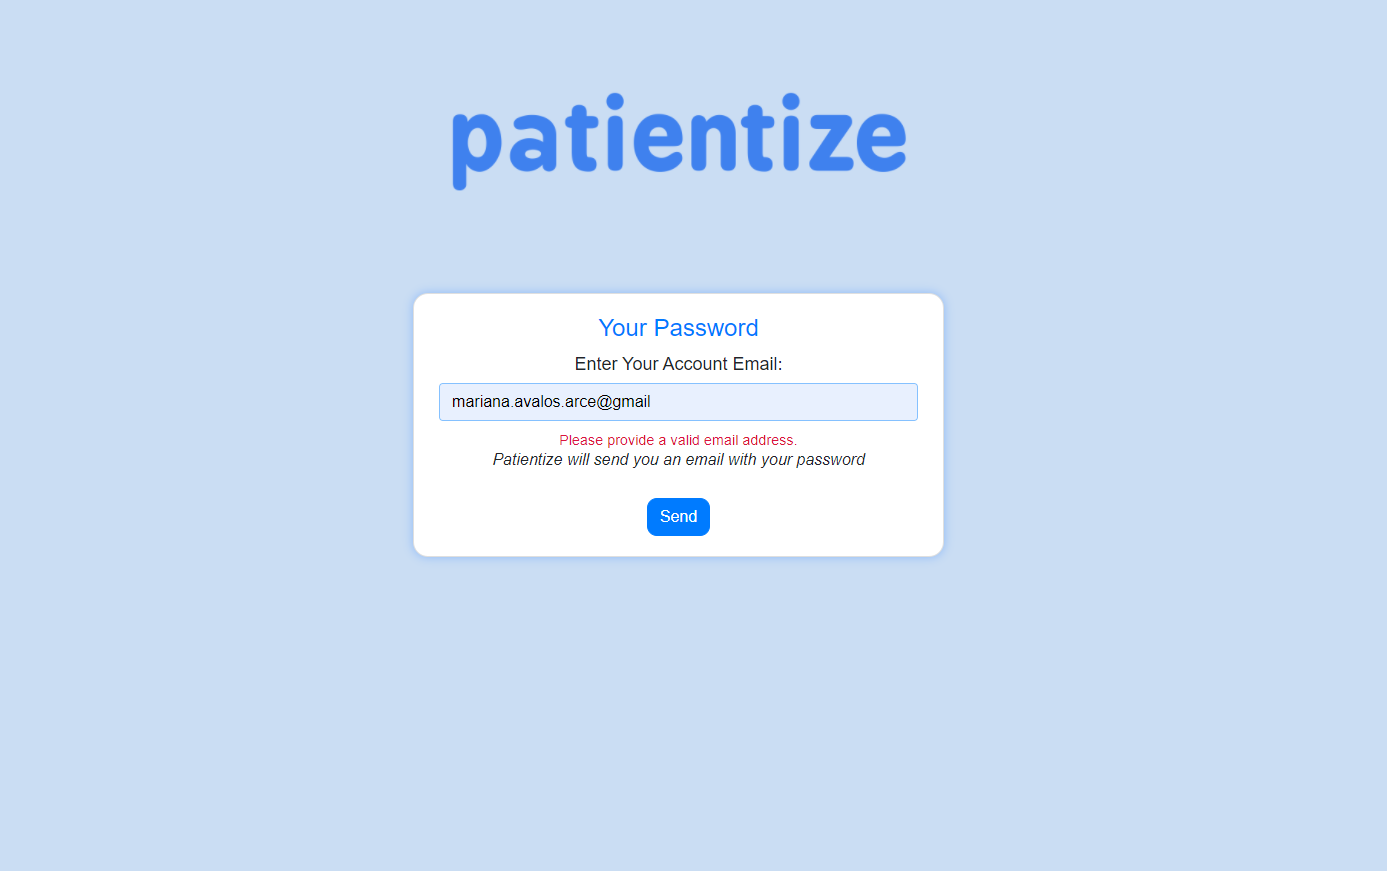 patientize
Your Password
Enter Your Account Email:
mariana.avalos.arce@gmail
Please provide a valid email address.
Patientize will send you an email with your password
Send